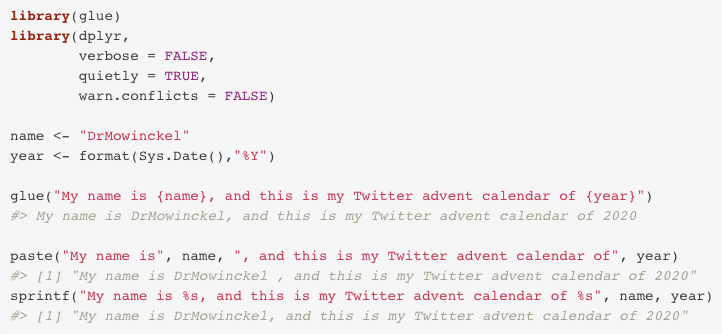 library(glue)
library(dplyr,
        verbose = FALSE,
        quietly = TRUE,
        warn.conflicts = FALSE)

name <- "DrMowinckel"
year <- format(Sys.Date(),"%Y")

glue("My name is {name}, and this is my Twitter advent calendar of {year}")
#> My name is DrMowinckel, and this is my Twitter advent calendar of 2020

paste("My name is", name, ", and this is my Twitter advent calendar of", year)
#> [1] "My name is DrMowinckel , and this is my Twitter advent calendar of 2020"
sprintf("My name is %s, and this is my Twitter advent calendar of %s", name, year)
#> [1] "My name is DrMowinckel, and this is my Twitter advent calendar of 2020"